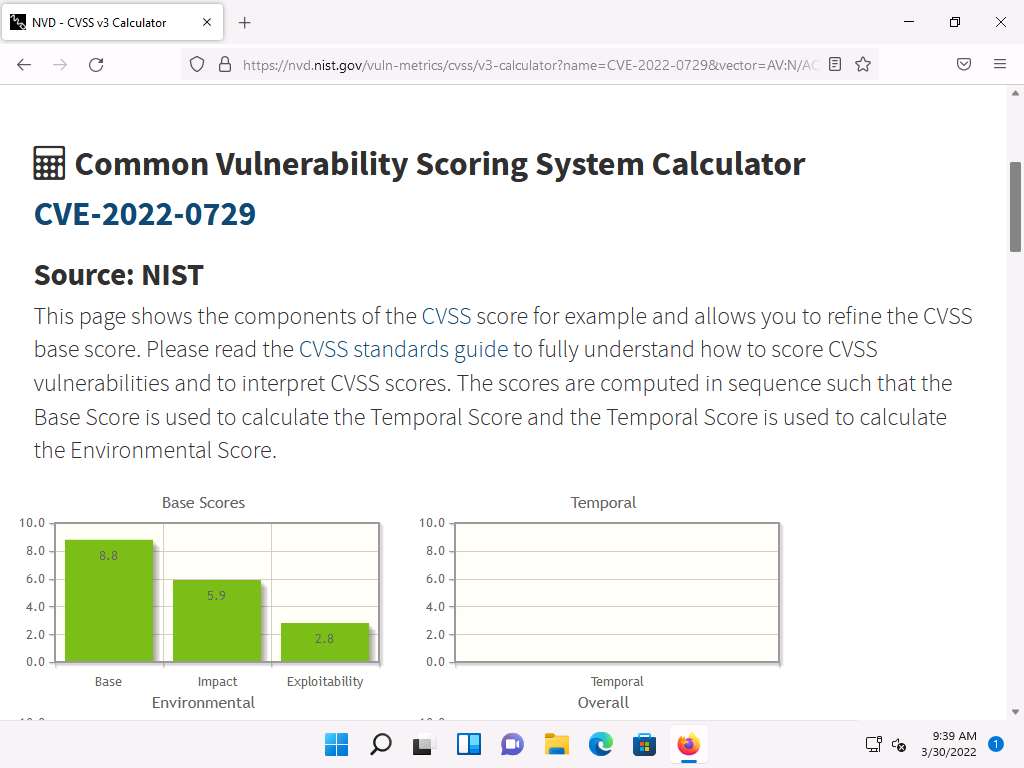 NVD - CVSS v3 Calculator
https://nvd.nist.gov/vuln-metrics/cvss/v3-calculator?name=CVE-2022-0729&vector=AV:N/AC
Common Vulnerability Scoring System Calculator
CVE-2022-0729
Source: NIST
This page shows the components of the CVSS score for example and allows you to refine the CVSS
base score. Please read the CVSS standards guide to fully understand how to score CVSS
vulnerabilities and to interpret CVSS scores. The scores are computed in sequence such that the
Base Score is used to calculate the Temporal Score and the Temporal Score is used to calculate
the Environmental Score.
Base Scores
10.0
8.0
6.0
4.0
2.0
0.0
8.8
5.9
2.8
Base Impact Exploitability
Temporal
10.0
8.0
6.0
4.0
2.0
0.0
Temporal
Environmental
Overall
9:39 AM
3/30/2022
1